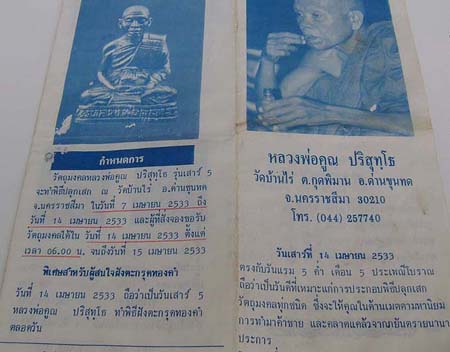 กำหนดการ
วัตถุมงคลหลวงพ่อคูณ ปริสุทฺโธ รุ่นเสาร์ 5
จะทำพิธีปลุกเสก ณ วัดบ้านไร่ อ.ด่านขุนทด
จ.นครราชสีมา ในวันที่ 7 เมษายน 2533 ถึง
วันที่ 14 เมษายน 2533 และผู้ที่สั่งจองขอรับ
วัตถุมงคลได้ใน วันที่ 14 เมษายน 2533 ตั้งแต่
เวลา 06.00 น. จนถึงวันที่ 15 เมษายน 2533
พิเศษสำหรับผู้สนใจฝังตะกรุดทองคำ
วันที่ 14 เมษายน 2533 ถือว่าเป็นวันเสาร์ 5
หลวงพ่อคูณ ปริสุทฺโธ ทำพิธีฝังตะกรุดทองคำ
ตลอดวัน
หลวงพ่อคูณ ปริสุทฺโธ
วัดบ้านไร่ ต.กุดพิมาน อ.ด่านขุนทด
จ.นครราชสีมา 30210
โทร. (044) 257740
วันเสาร์ที่ 14 เมษายน 2533
ตรงกับวันแรม 5 ค่ำ เดือน 5 ประเพณีโบราณ
ถือว่าเป็นวันดีที่เหมาะแก่การประกอบพิธีปลุกเสก
วัตถุมงคลทุกชนิด ซึ่งจะให้คุณในด้านเมตตามหานิยม
การทำมาค้าขาย และคลาดแคล้วจากภยันตรายนานา
ประการ